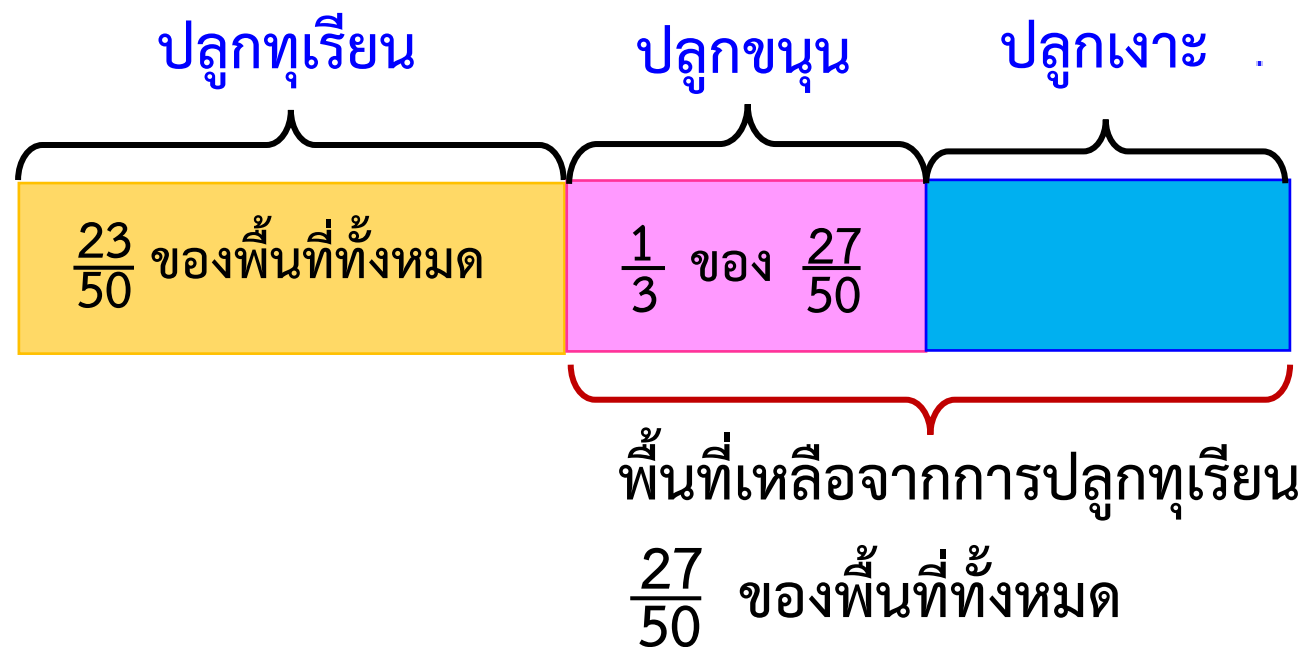 ปลูกทุเรียน ปลูกขนุน ปลูกเงาะ .
23/50 ของพื้นที่ทั้งหมด 1/3 ของ 27/50
พื้นที่เหลือจากการปลูกทุเรียน
27/50 ของพื้นที่ทั้งหมด